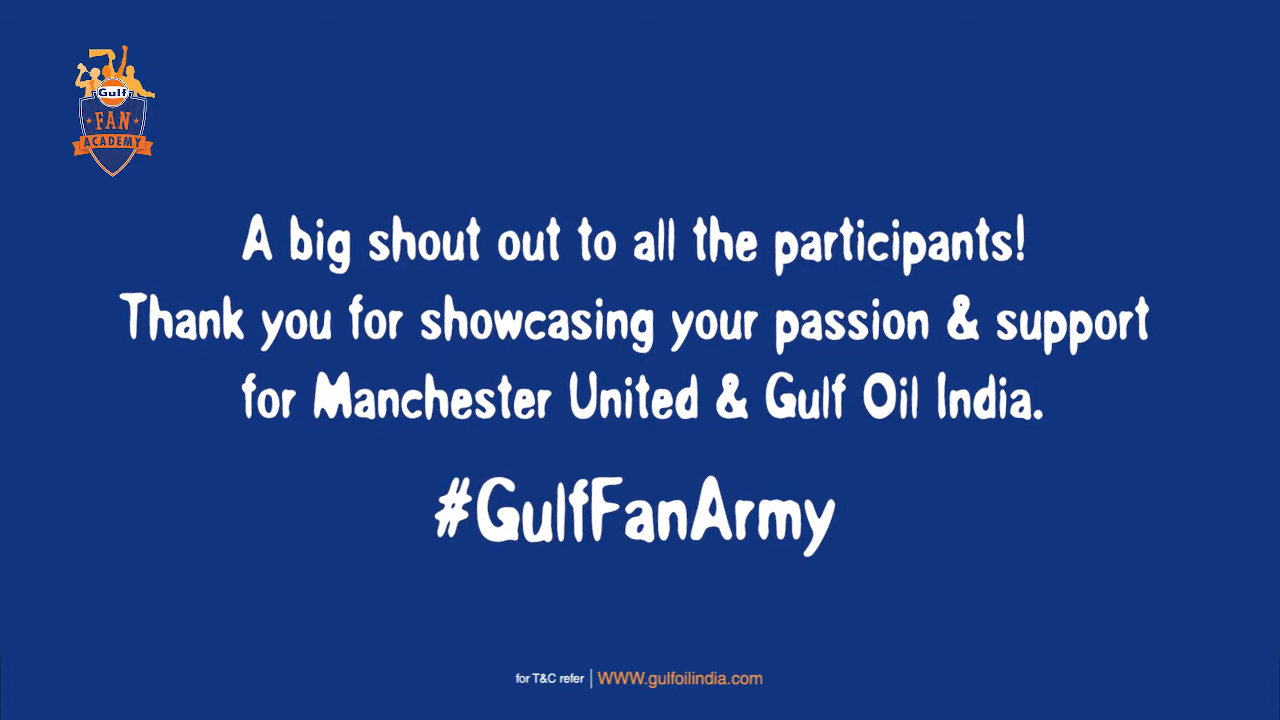 Gulf
FAN
ACADEMY
A big shout out to all the participants!
Thank you for showcasing your passion & support
for Manchester United & Gulf Oil India.
#GulfFanArmy
for T&C refer | WWW.gulfoilindia.com